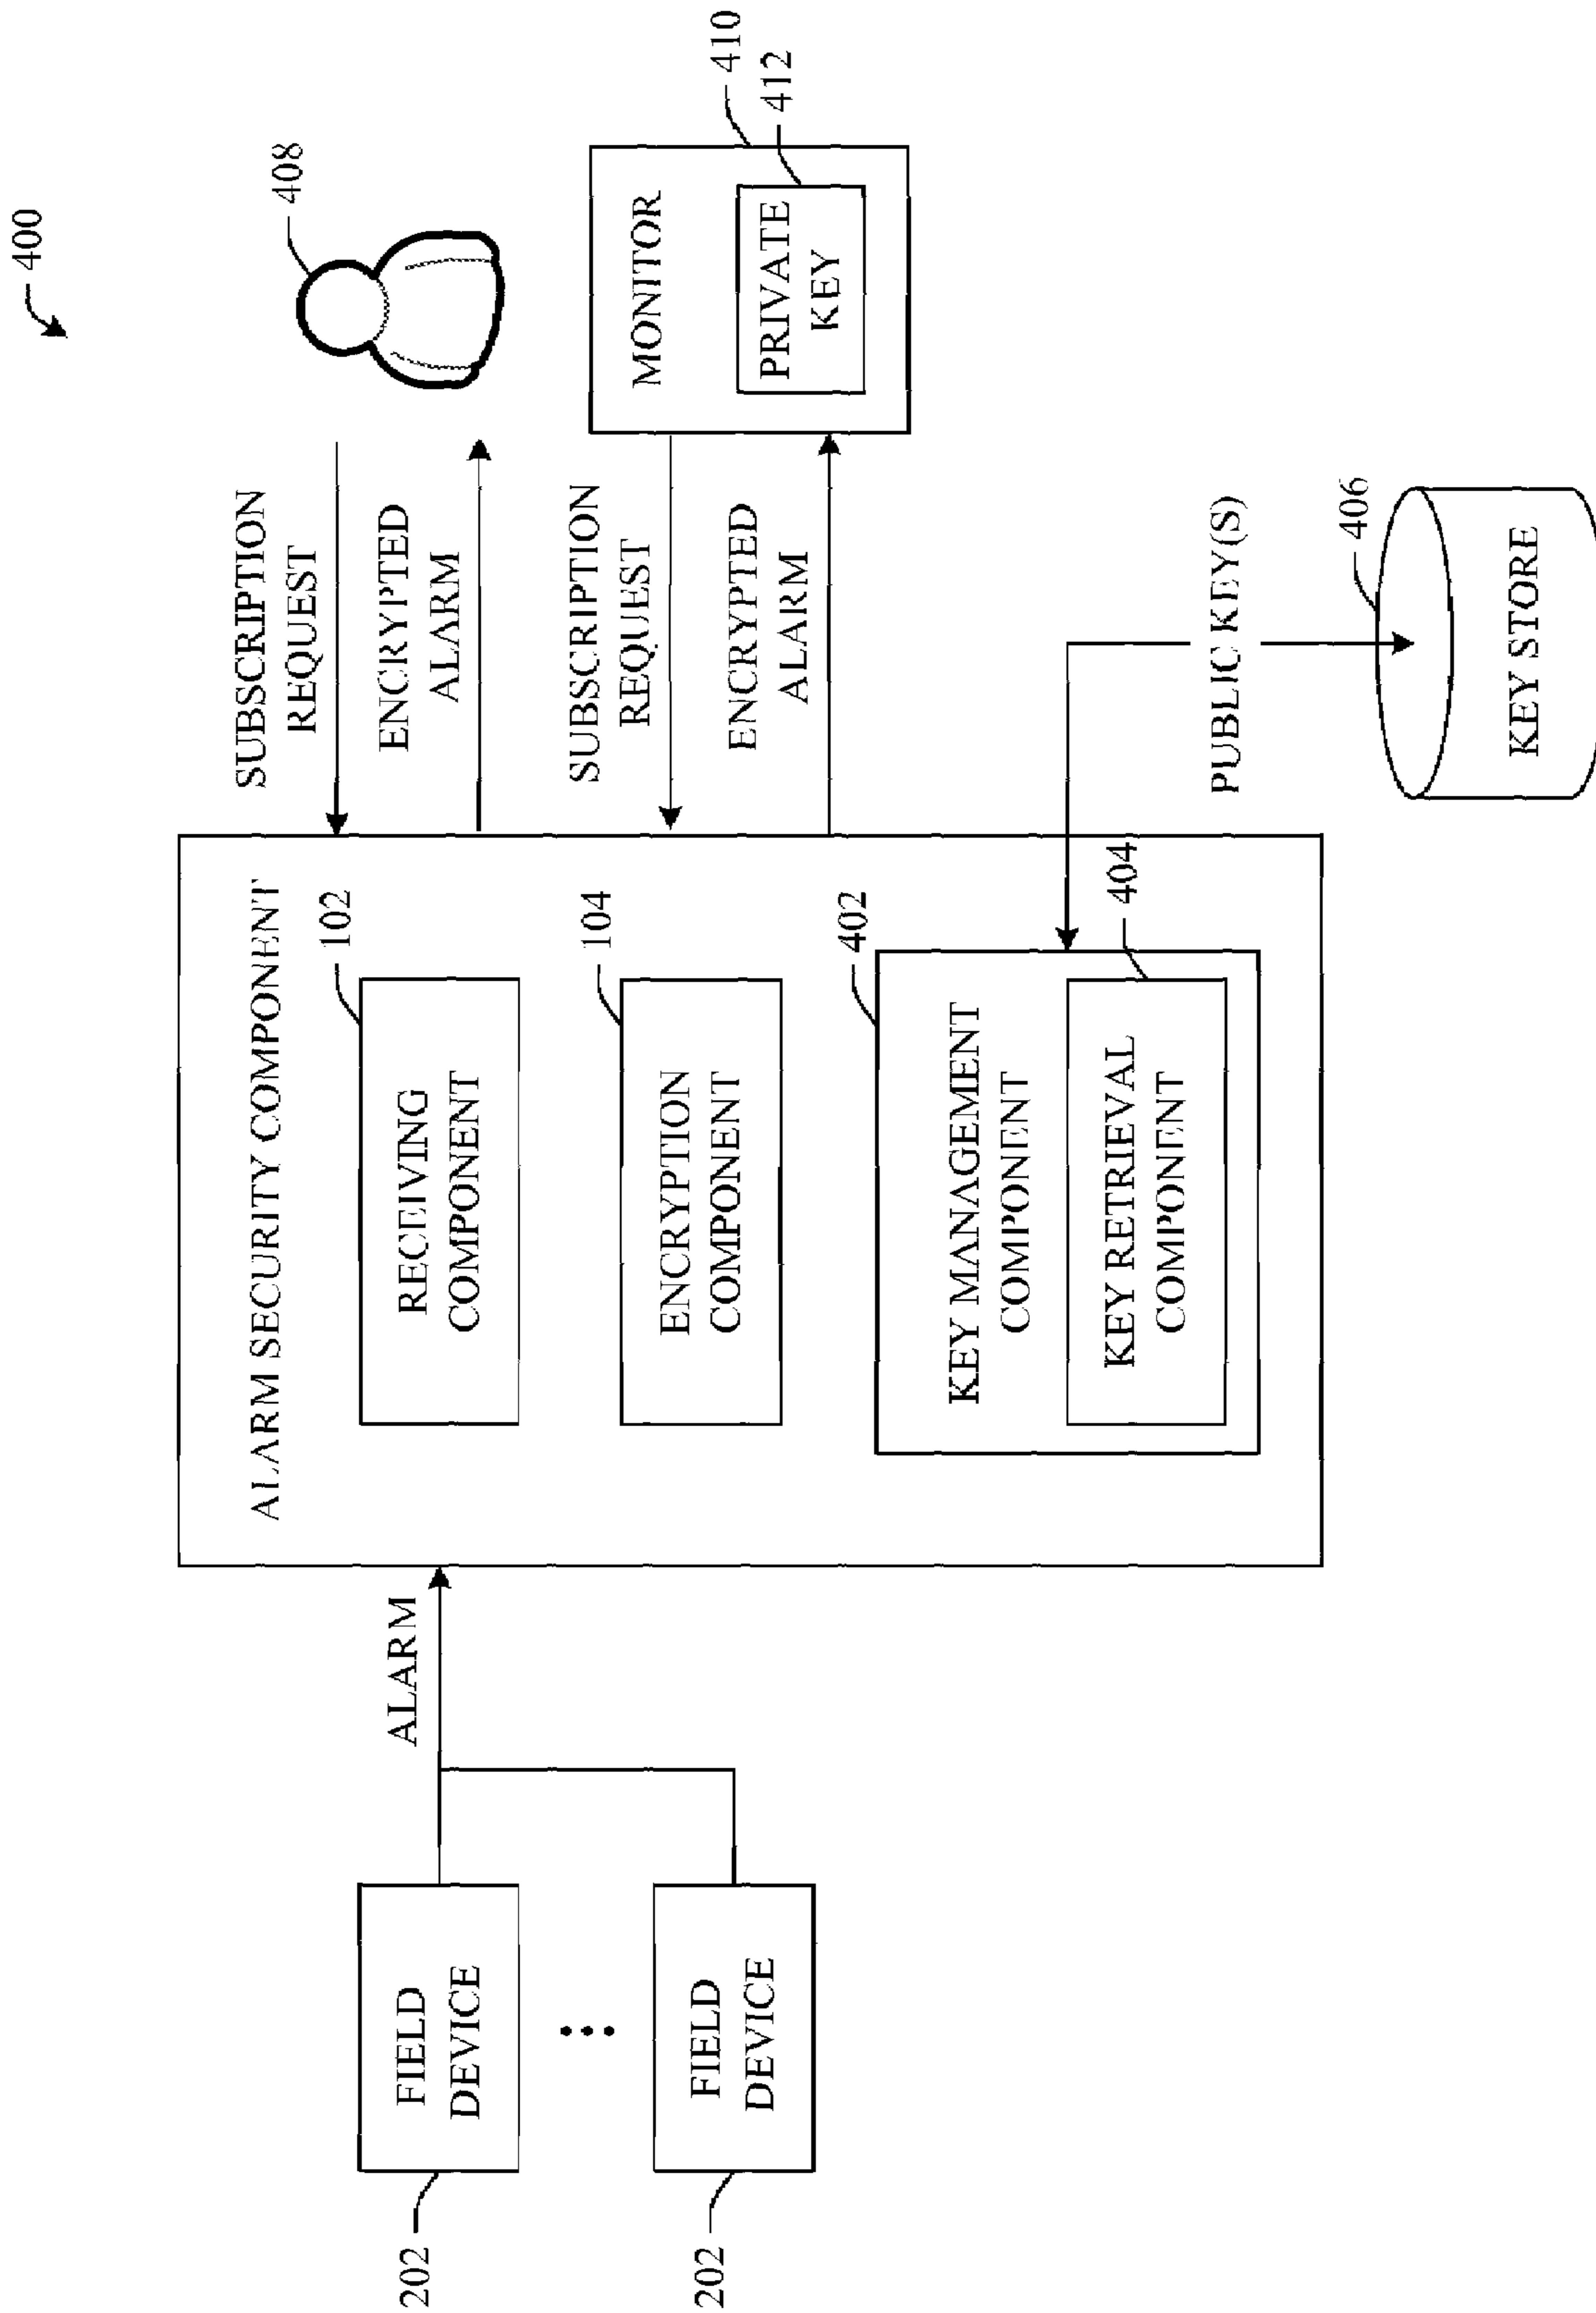 400
ALARM SECURITY COMPONENT
102
RECEIVING
COMPONENT
104
ENCRYPTION
COMPONENT
402
KEY MANAGEMENT
COMPONENT
404
KEY RETRIEVAL
COMPONENT
202
FIELD
DEVICE
202
FIELD
DEVICE
ALARM
SUBSCRIPTION
REQUEST
ENCRYPTED
ALARM
408
SUBSCRIPTION
REQUEST
ENCRYPTED
ALARM
410
MONITOR
412
PRIVATE
KEY
PUBLIC KEY(S)
406
KEY STORE